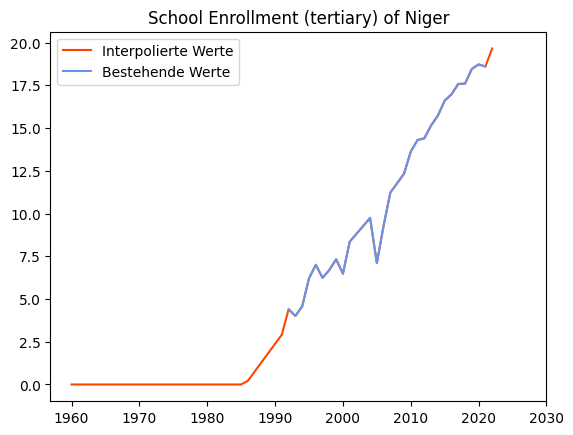 School Enrollment (tertiary) of Niger
Interpolierte Werte
Bestehende Werte
20.0
17.5
15.0
12.5
10.0
7.5
5.0
2.5
0.0
1960 1970 1980 1990 2000 2010 2020 2030